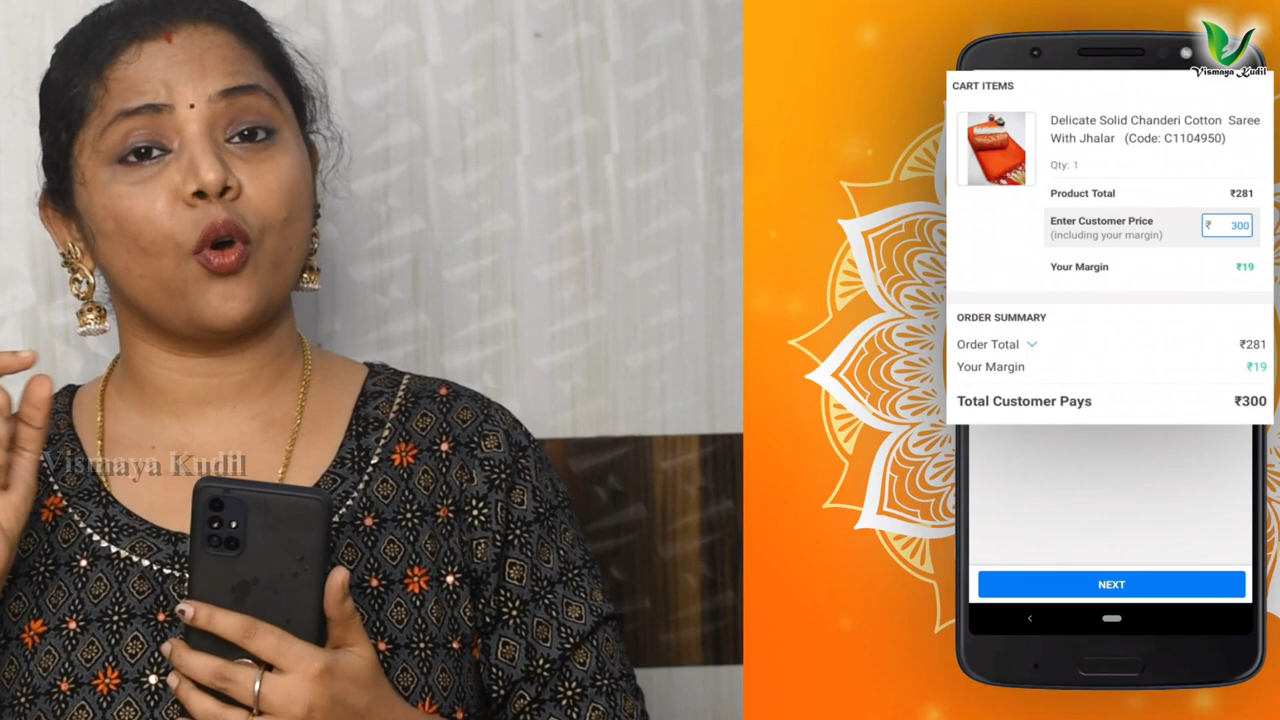 Vismaya Kudil
Vismaya Kudil
CART ITEMS
Delicate Solid Chanderi Cotton Saree
With Jhalar (Code: C1104950)
Qty: 1
Product Total ₹281
Enter Customer Price ₹ 300
(including your margin)
Your Margin ₹19
ORDER SUMMARY
Order Total ₹281
Your Margin ₹19
Total Customer Pays ₹300
NEXT